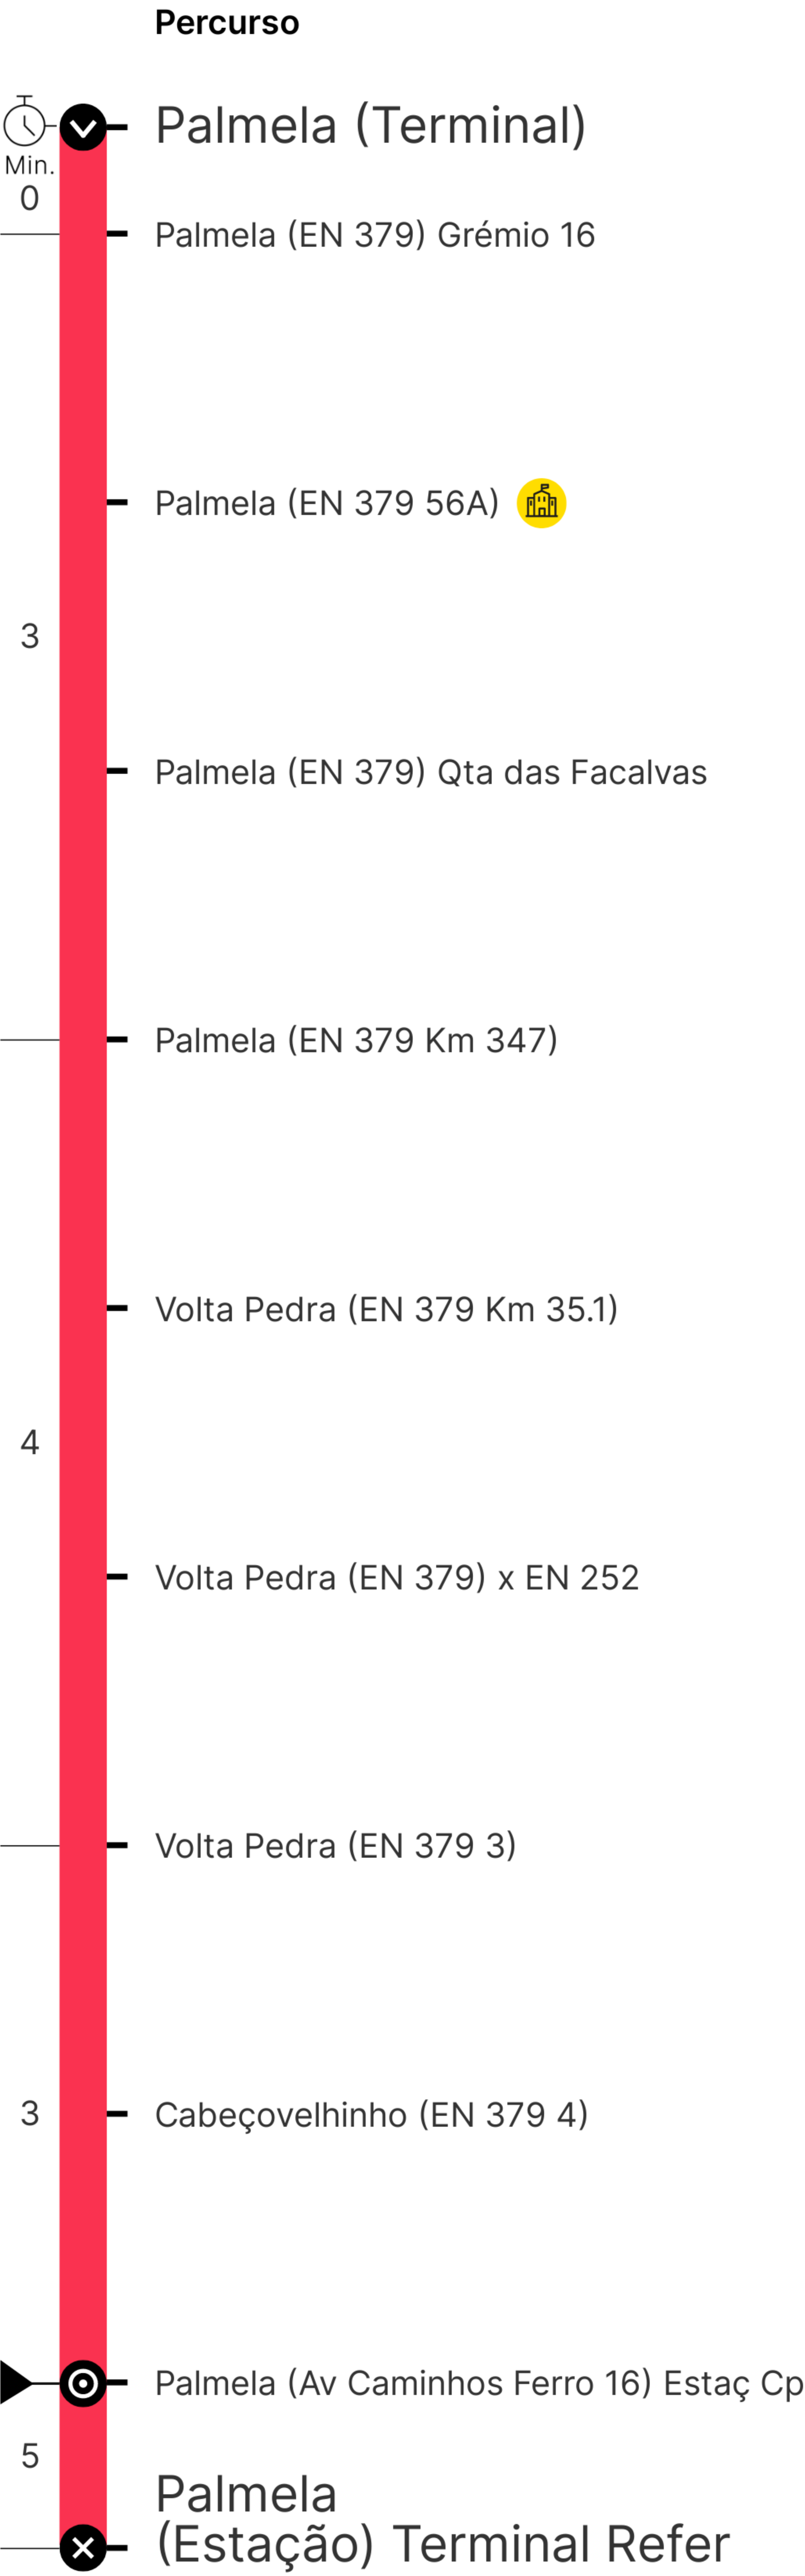 Percurso
Palmela (Terminal)
Min.
0
Palmela (EN 379) Grémio 16
Palmela (EN 379 56A)
3
Palmela (EN 379) Qta das Facalvas
Palmela (EN 379 Km 347)
Volta Pedra (EN 379 Km 35.1)
4
Volta Pedra (EN 379) x EN 252
Volta Pedra (EN 379 3)
3
Cabeçovelhinho (EN 379 4)
Palmela (Av Caminhos Ferro 16) Estaç Cp
5
Palmela
(Estação) Terminal Refer